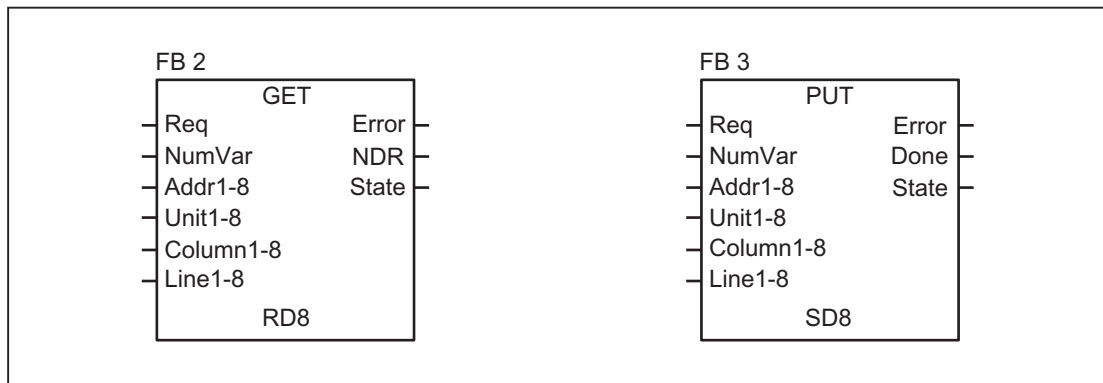 FB 2
GET
Req Error
NumVar NDR
Addr1-8 State
Unit1-8
Column1-8
Line1-8
RD8
FB 3
PUT
Req Error
NumVar Done
Addr1-8 State
Unit1-8
Column1-8
Line1-8
SD8